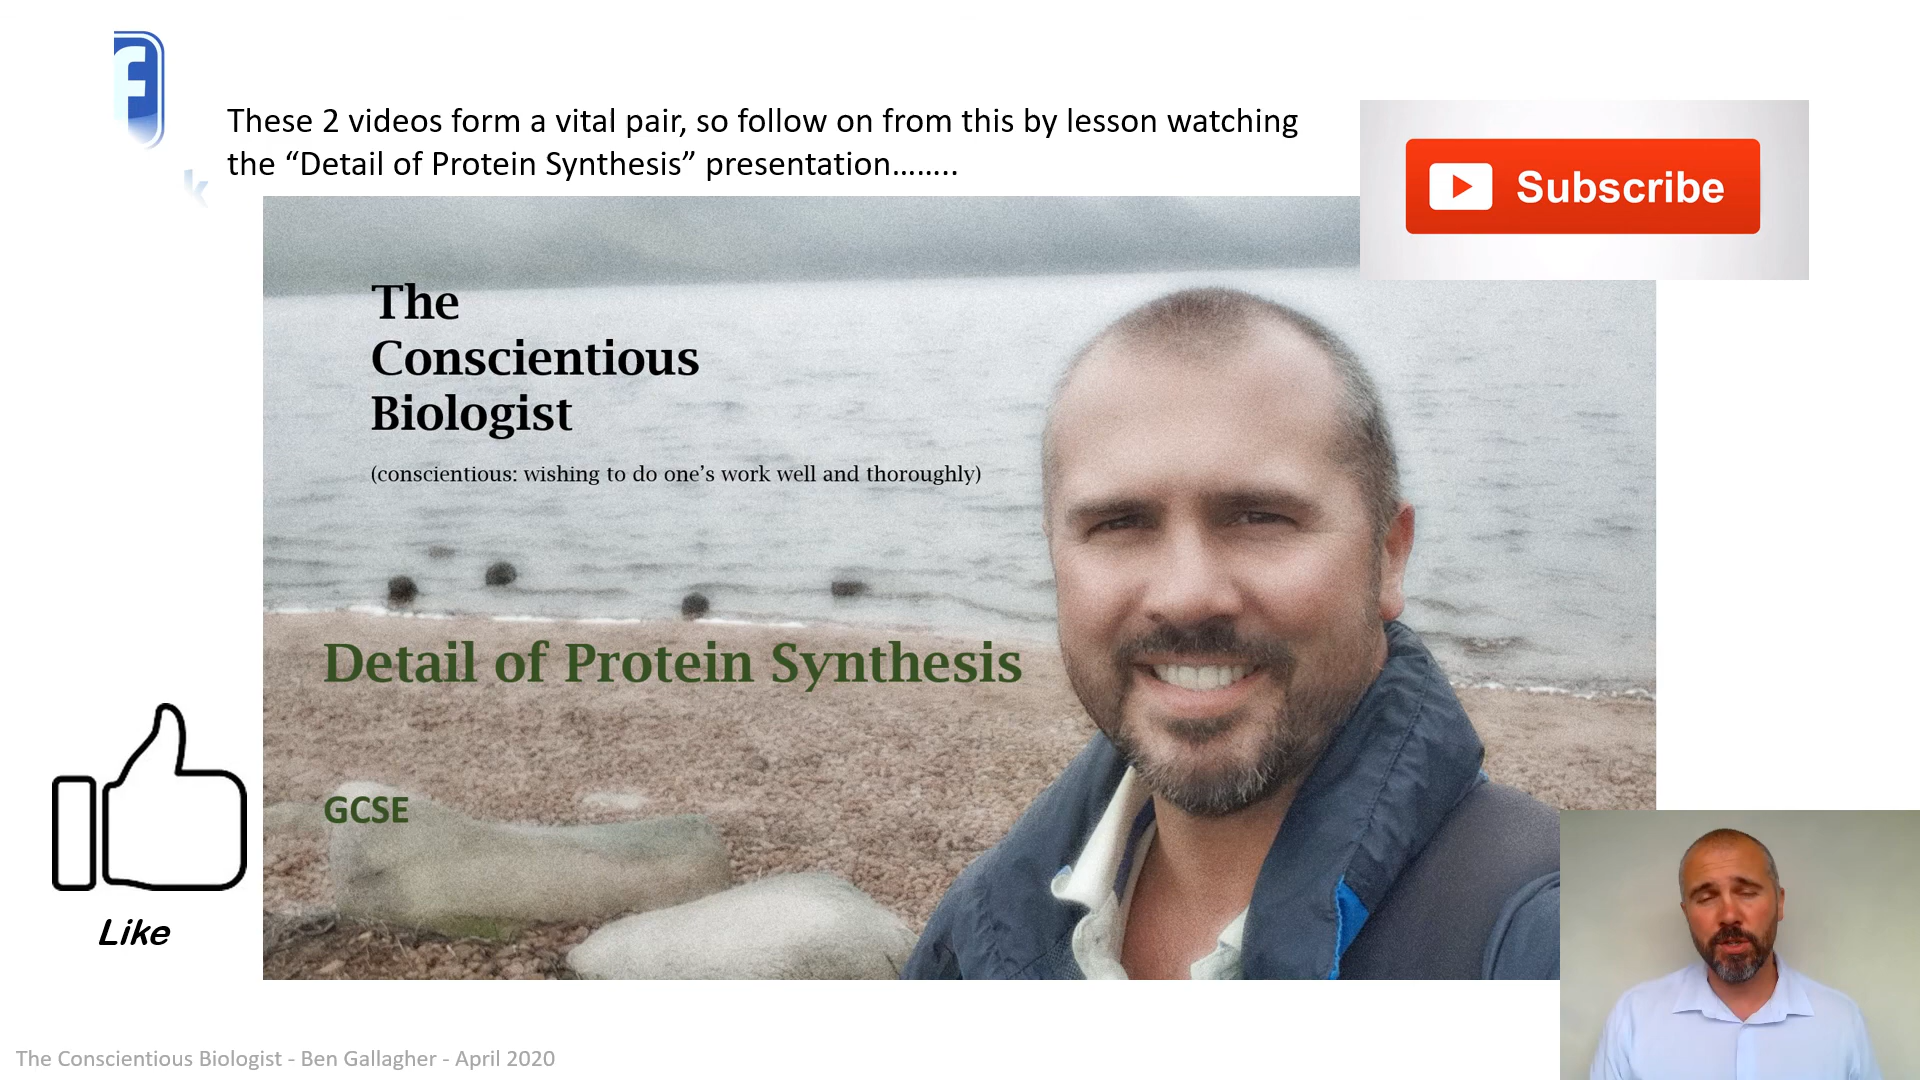 f
These 2 videos form a vital pair, so follow on from this by lesson watching
the “Detail of Protein Synthesis” presentation……..
k
Subscribe
The
Conscientious
Biologist
(conscientious: wishing to do one’s work well and thoroughly)
Detail of Protein Synthesis
GCSE
Like
The Conscientious Biologist - Ben Gallagher - April 2020